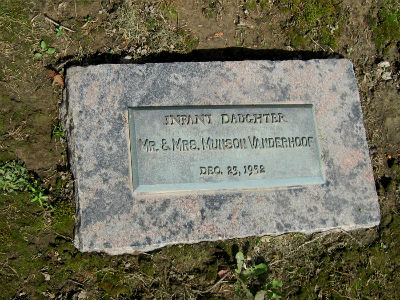 INFANT DAUGHTER
MR. & MRS. MUNSON VANDERHOOF
DEC. 25, 1952